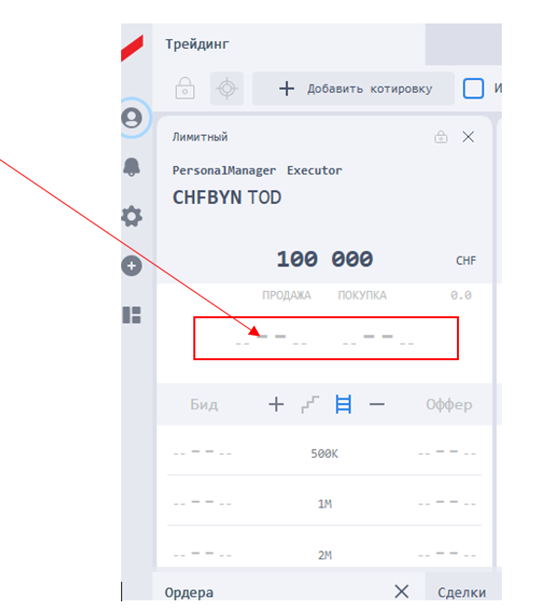 Трейдинг
+ Добавить котировку
Лимитный
PersonalManager Executor
CHFBYN TOD
100 000 CHF
ПРОДАЖА ПОКУПКА 0.0
-- -- -- -- -- --
Бид + — Оффер
-- -- -- 500K -- -- --
-- -- -- 1M -- -- --
-- -- -- 2M -- -- --
Ордера Сделки